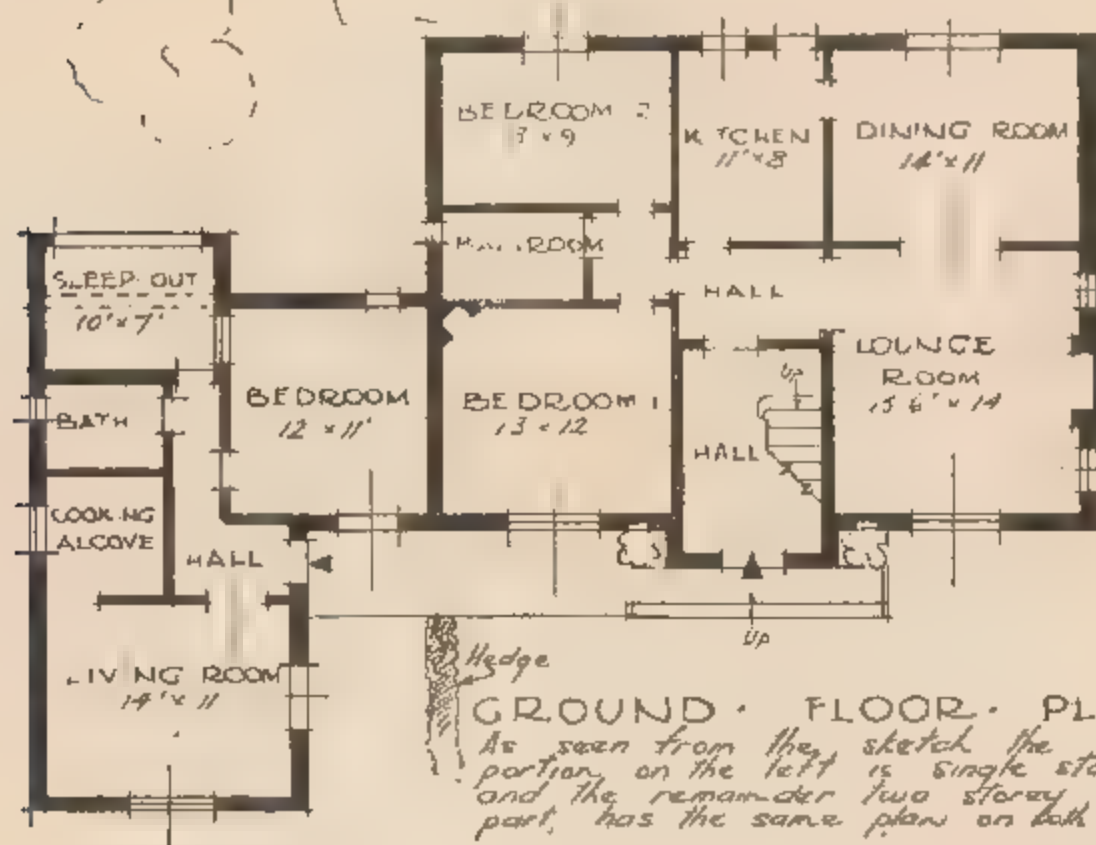 BEDROOM 2
× 9
KITCHEN
11' × 8
DINING ROOM
14' × 11
SLEEP-OUT
10' × 7'
BATHROOM
HALL
BEDROOM
12' × 11'
BEDROOM 1
13 × 12
LOUNGE
ROOM
15'6" × 14
UP
BATH
HALL
COOKING
ALCOVE
HALL
LIVING ROOM
14' × 11
UP
Hedge
GROUND · FLOOR · PL
As seen from the sketch the
portion on the left is single sto
and the remainder two storey
part, has the same plan on both